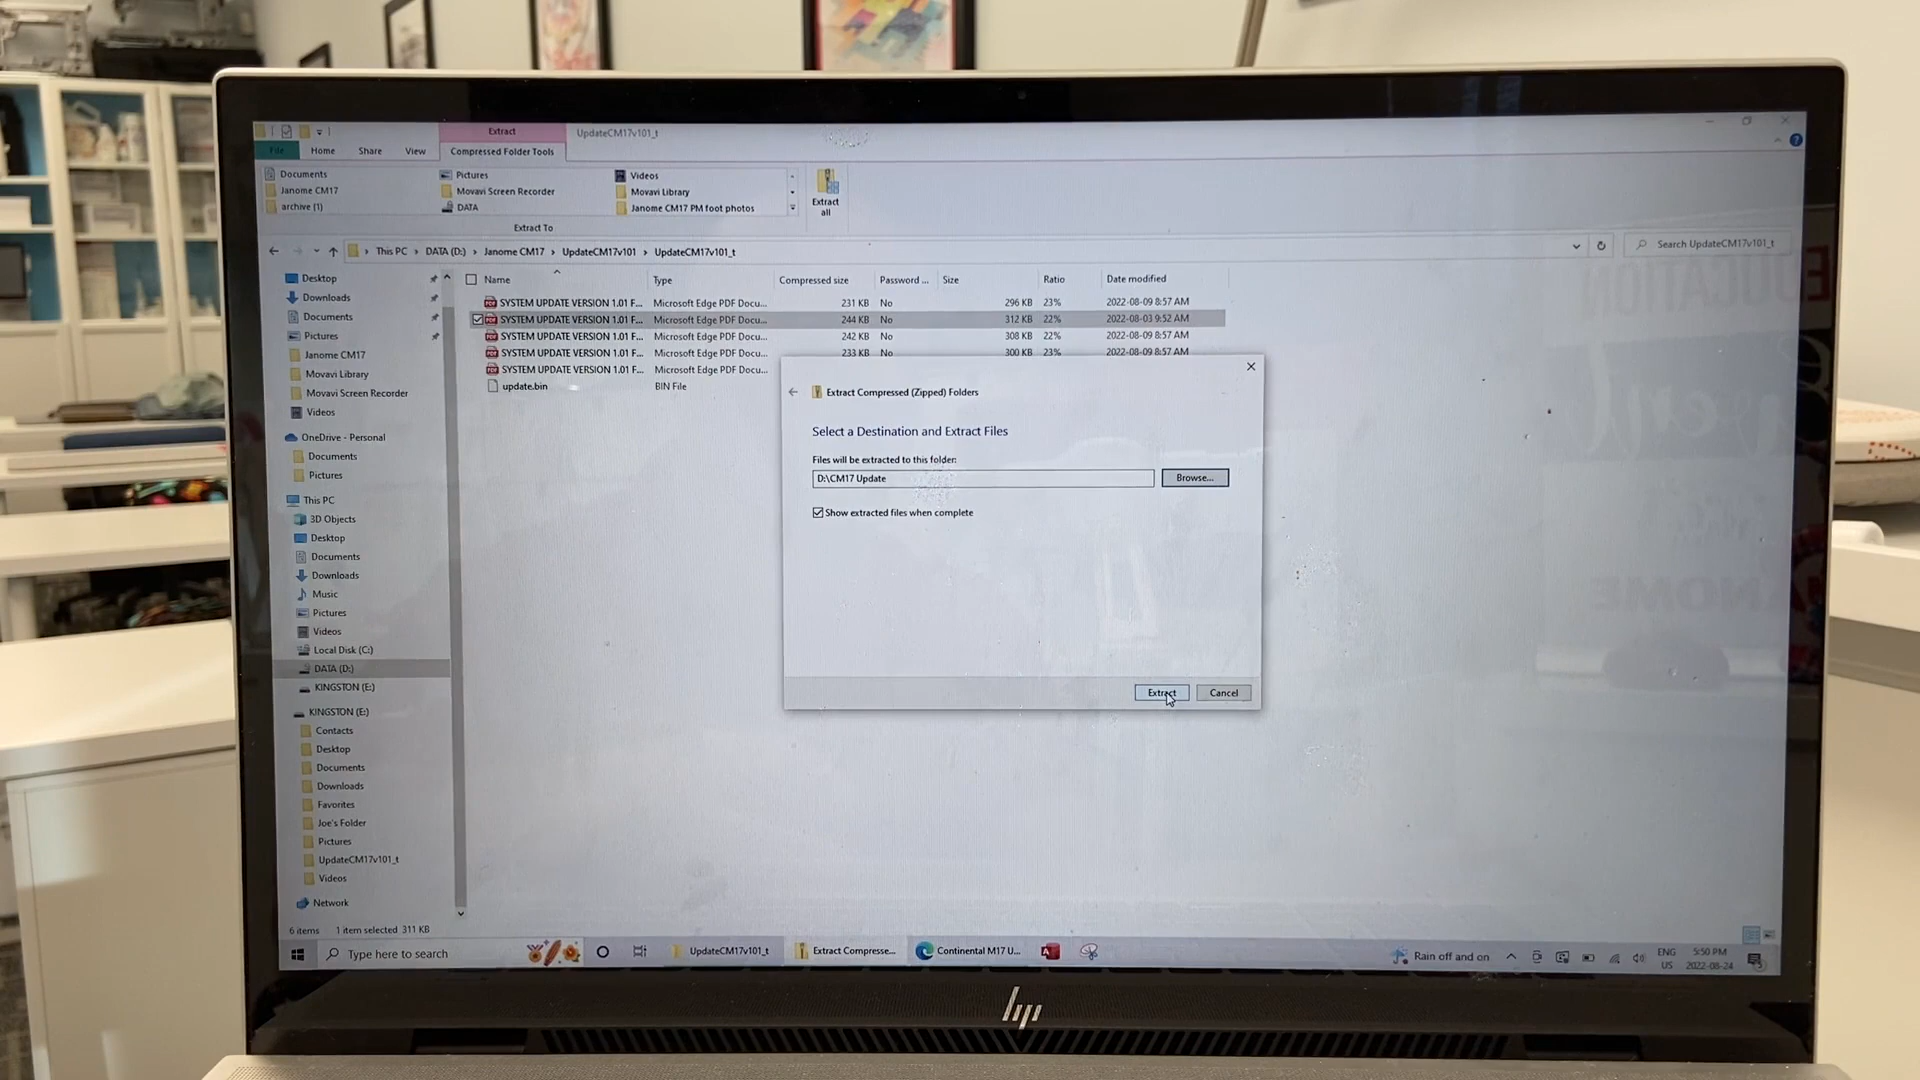 Extract
UpdateCM17v101_t
File
Home
Share
View
Compressed Folder Tools
Documents
Pictures
Videos
Janome CM17
Movavi Screen Recorder
Movavi Library
archive (1)
DATA
Janome CM17 PM foot photos
Extract
all
Extract To
This PC › DATA (D:) › Janome CM17 › UpdateCM17v101 › UpdateCM17v101_t
Search UpdateCM17v101_t
Name Type Compressed size Password ... Size Ratio Date modified
SYSTEM UPDATE VERSION 1.01 F... Microsoft Edge PDF Docu... 231 KB No 296 KB 23% 2022-08-09 8:57 AM
SYSTEM UPDATE VERSION 1.01 F... Microsoft Edge PDF Docu... 244 KB No 312 KB 22% 2022-08-03 9:52 AM
SYSTEM UPDATE VERSION 1.01 F... Microsoft Edge PDF Docu... 242 KB No 308 KB 22% 2022-08-09 8:57 AM
SYSTEM UPDATE VERSION 1.01 F... Microsoft Edge PDF Docu... 233 KB No 300 KB 23% 2022-08-09 8:57 AM
SYSTEM UPDATE VERSION 1.01 F... Microsoft Edge PDF Docu...
update.bin BIN File
Desktop
Downloads
Documents
Pictures
Janome CM17
Movavi Library
Movavi Screen Recorder
Videos
OneDrive - Personal
Documents
Pictures
This PC
3D Objects
Desktop
Documents
Downloads
Music
Pictures
Videos
Local Disk (C:)
DATA (D:)
KINGSTON (E:)
KINGSTON (E:)
Contacts
Desktop
Documents
Downloads
Favorites
Joe's Folder
Pictures
UpdateCM17v101_t
Videos
Network
Extract Compressed (Zipped) Folders
Select a Destination and Extract Files
Files will be extracted to this folder:
D:\CM17 Update
Browse...
Show extracted files when complete
Extract
Cancel
6 items 1 item selected 311 KB
Type here to search
UpdateCM17v101_t
Extract Compresse...
Continental M17 U...
Rain off and on
ENG
US
5:50 PM
2022-08-24
hp